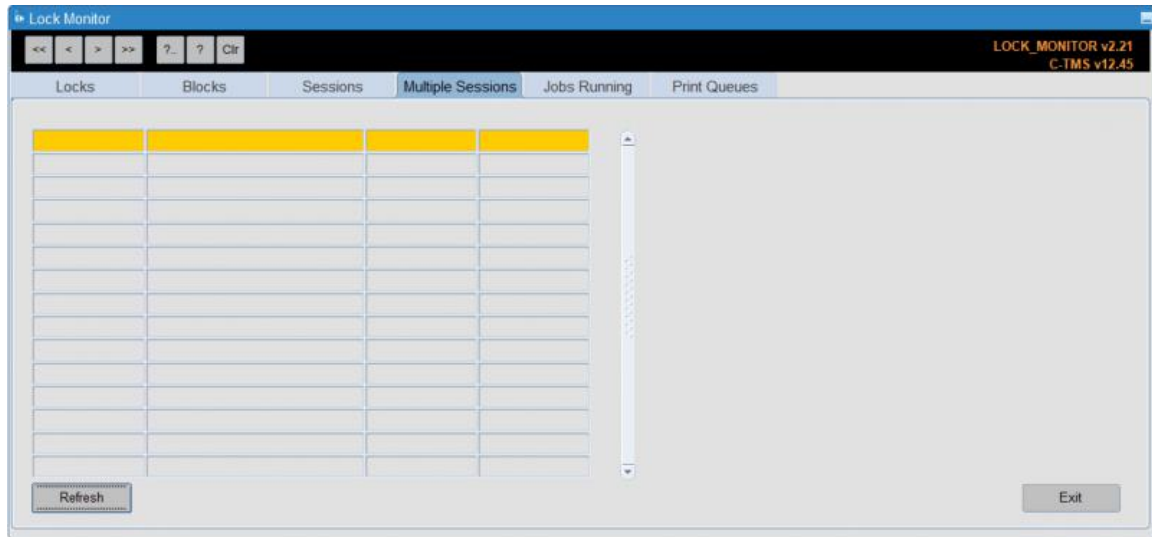 Lock Monitor
<< < > >> ?_ ? Clr
LOCK_MONITOR v2.21
C-TMS v12.45
Locks Blocks Sessions Multiple Sessions Jobs Running Print Queues
Refresh Exit